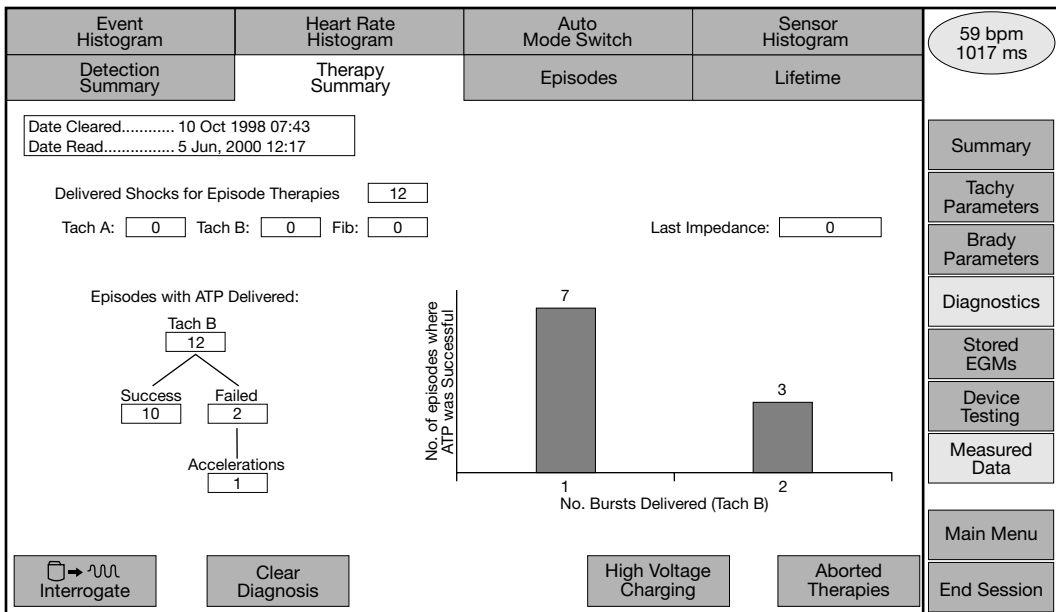 Event
Histogram
Heart Rate
Histogram
Auto
Mode Switch
Sensor
Histogram
59 bpm
1017 ms
Detection
Summary
Therapy
Summary
Episodes
Lifetime
Date Cleared............ 10 Oct 1998 07:43
Date Read................ 5 Jun, 2000 12:17
Delivered Shocks for Episode Therapies 12
Tach A: 0 Tach B: 0 Fib: 0
Last Impedance: 0
Episodes with ATP Delivered:
Tach B
12
Success
10
Failed
2
Accelerations
1
No. of episodes where
ATP was Successful
7
3
1
2
No. Bursts Delivered (Tach B)
Summary
Tachy
Parameters
Brady
Parameters
Diagnostics
Stored
EGMs
Device
Testing
Measured
Data
Main Menu
End Session
Interrogate
Clear
Diagnosis
High Voltage
Charging
Aborted
Therapies